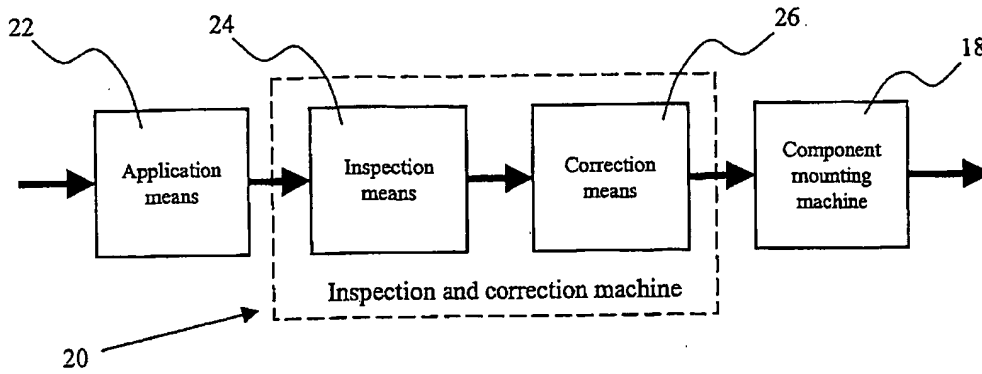 22
24
26
18
Application
means
Inspection
means
Correction
means
Component
mounting
machine
Inspection and correction machine
20